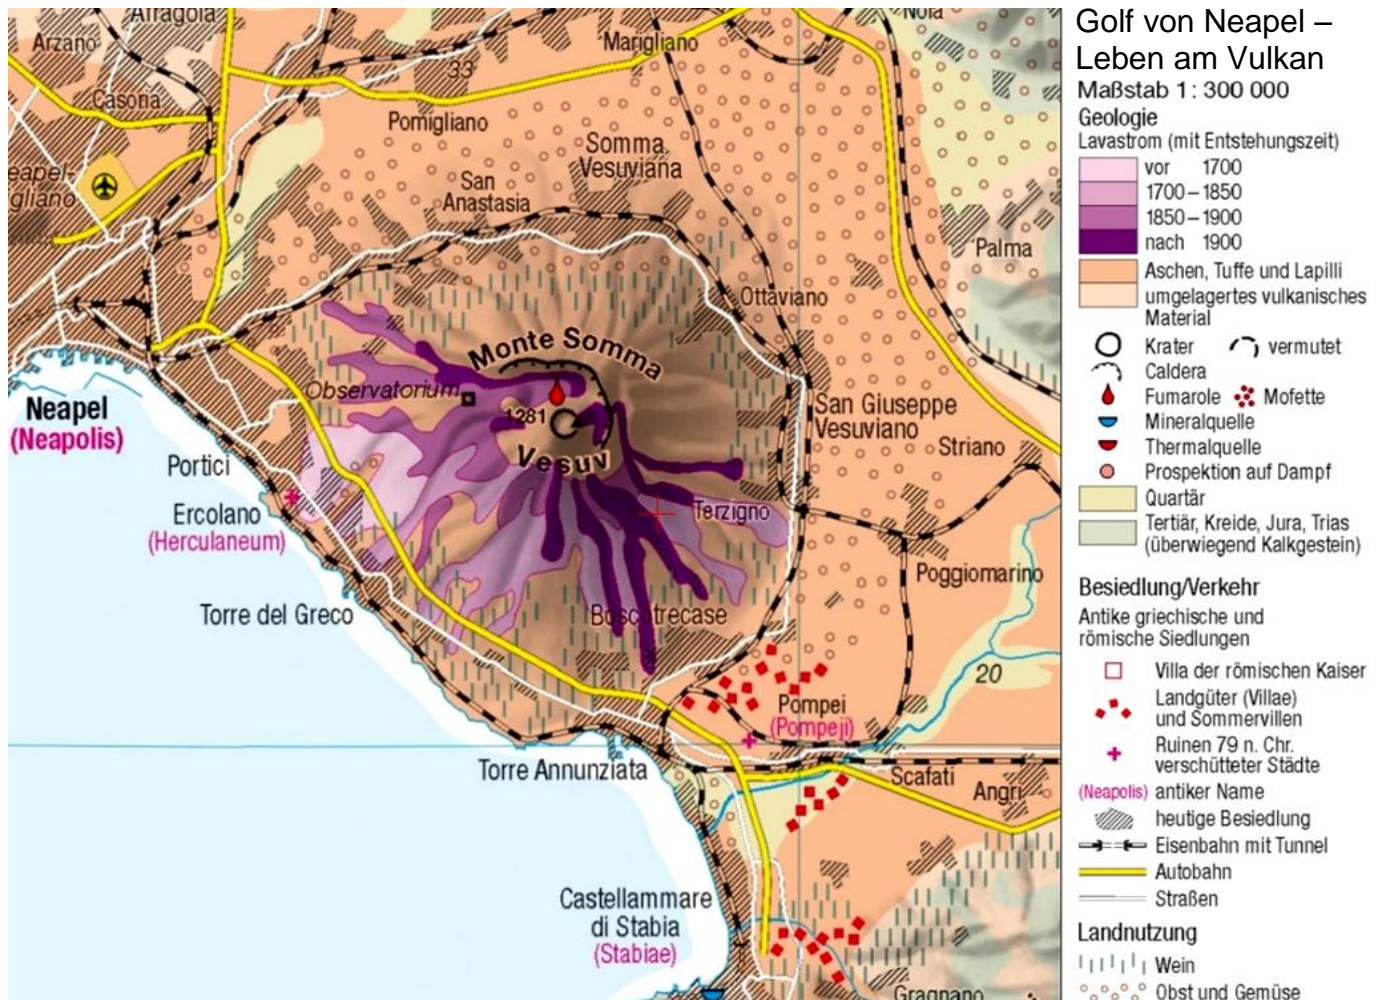 Afragola
Arzano
Casoria
33
Marigliano
Nola
Pomigliano
Somma
Vesuviana
San
Anastasia
Palma
eapel-
gliano
Ottaviano
Monte Somma
Observatorium
1281
Vesuv
San Giuseppe
Vesuviano
Striano
Neapel
(Neapolis)
Portici
Ercolano
(Herculaneum)
Terzigno
Poggiomarino
Torre del Greco
Boscotrecase
20
Pompei
(Pompeji)
Torre Annunziata
Scafati
Angri
Castellammare
di Stabia
(Stabiae)
Gragnano
Golf von Neapel –
Leben am Vulkan
Maßstab 1: 300 000
Geologie
Lavastrom (mit Entstehungszeit)
vor 1700
1700–1850
1850–1900
nach 1900
Aschen, Tuffe und Lapilli
umgelagertes vulkanisches
Material
Krater vermutet
Caldera
Fumarole Mofette
Mineralquelle
Thermalquelle
Prospektion auf Dampf
Quartär
Tertiär, Kreide, Jura, Trias
(überwiegend Kalkgestein)
Besiedlung/Verkehr
Antike griechische und
römische Siedlungen
Villa der römischen Kaiser
Landgüter (Villae)
und Sommervillen
Ruinen 79 n. Chr.
verschütteter Städte
(Neapolis) antiker Name
heutige Besiedlung
Eisenbahn mit Tunnel
Autobahn
Straßen
Landnutzung
Wein
Obst und Gemüse